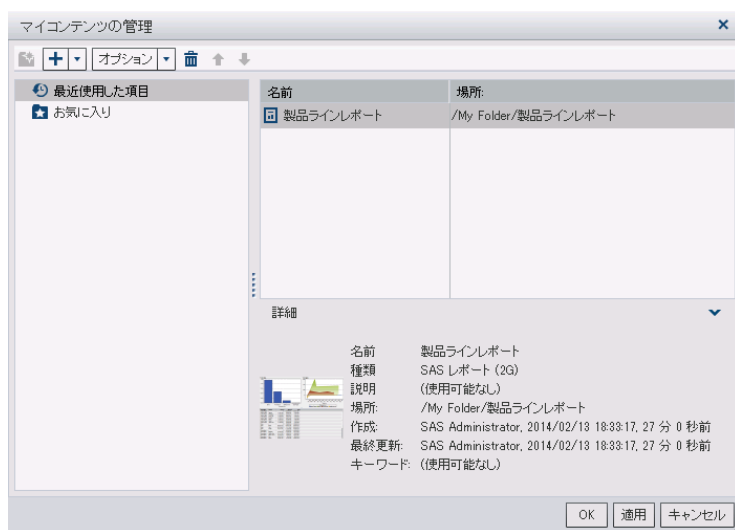 マイコンテンツの管理
オプション
最近使用した項目
お気に入り
名前 場所:
製品ラインレポート /My Folder/製品ラインレポート
詳細
名前 製品ラインレポート
種類 SAS レポート (2G)
説明 (使用可能なし)
場所: /My Folder/製品ラインレポート
作成: SAS Administrator, 2014/02/13 18:33:17, 27 分 0 秒前
最終更新: SAS Administrator, 2014/02/13 18:33:17, 27 分 0 秒前
キーワード: (使用可能なし)
OK 適用 キャンセル